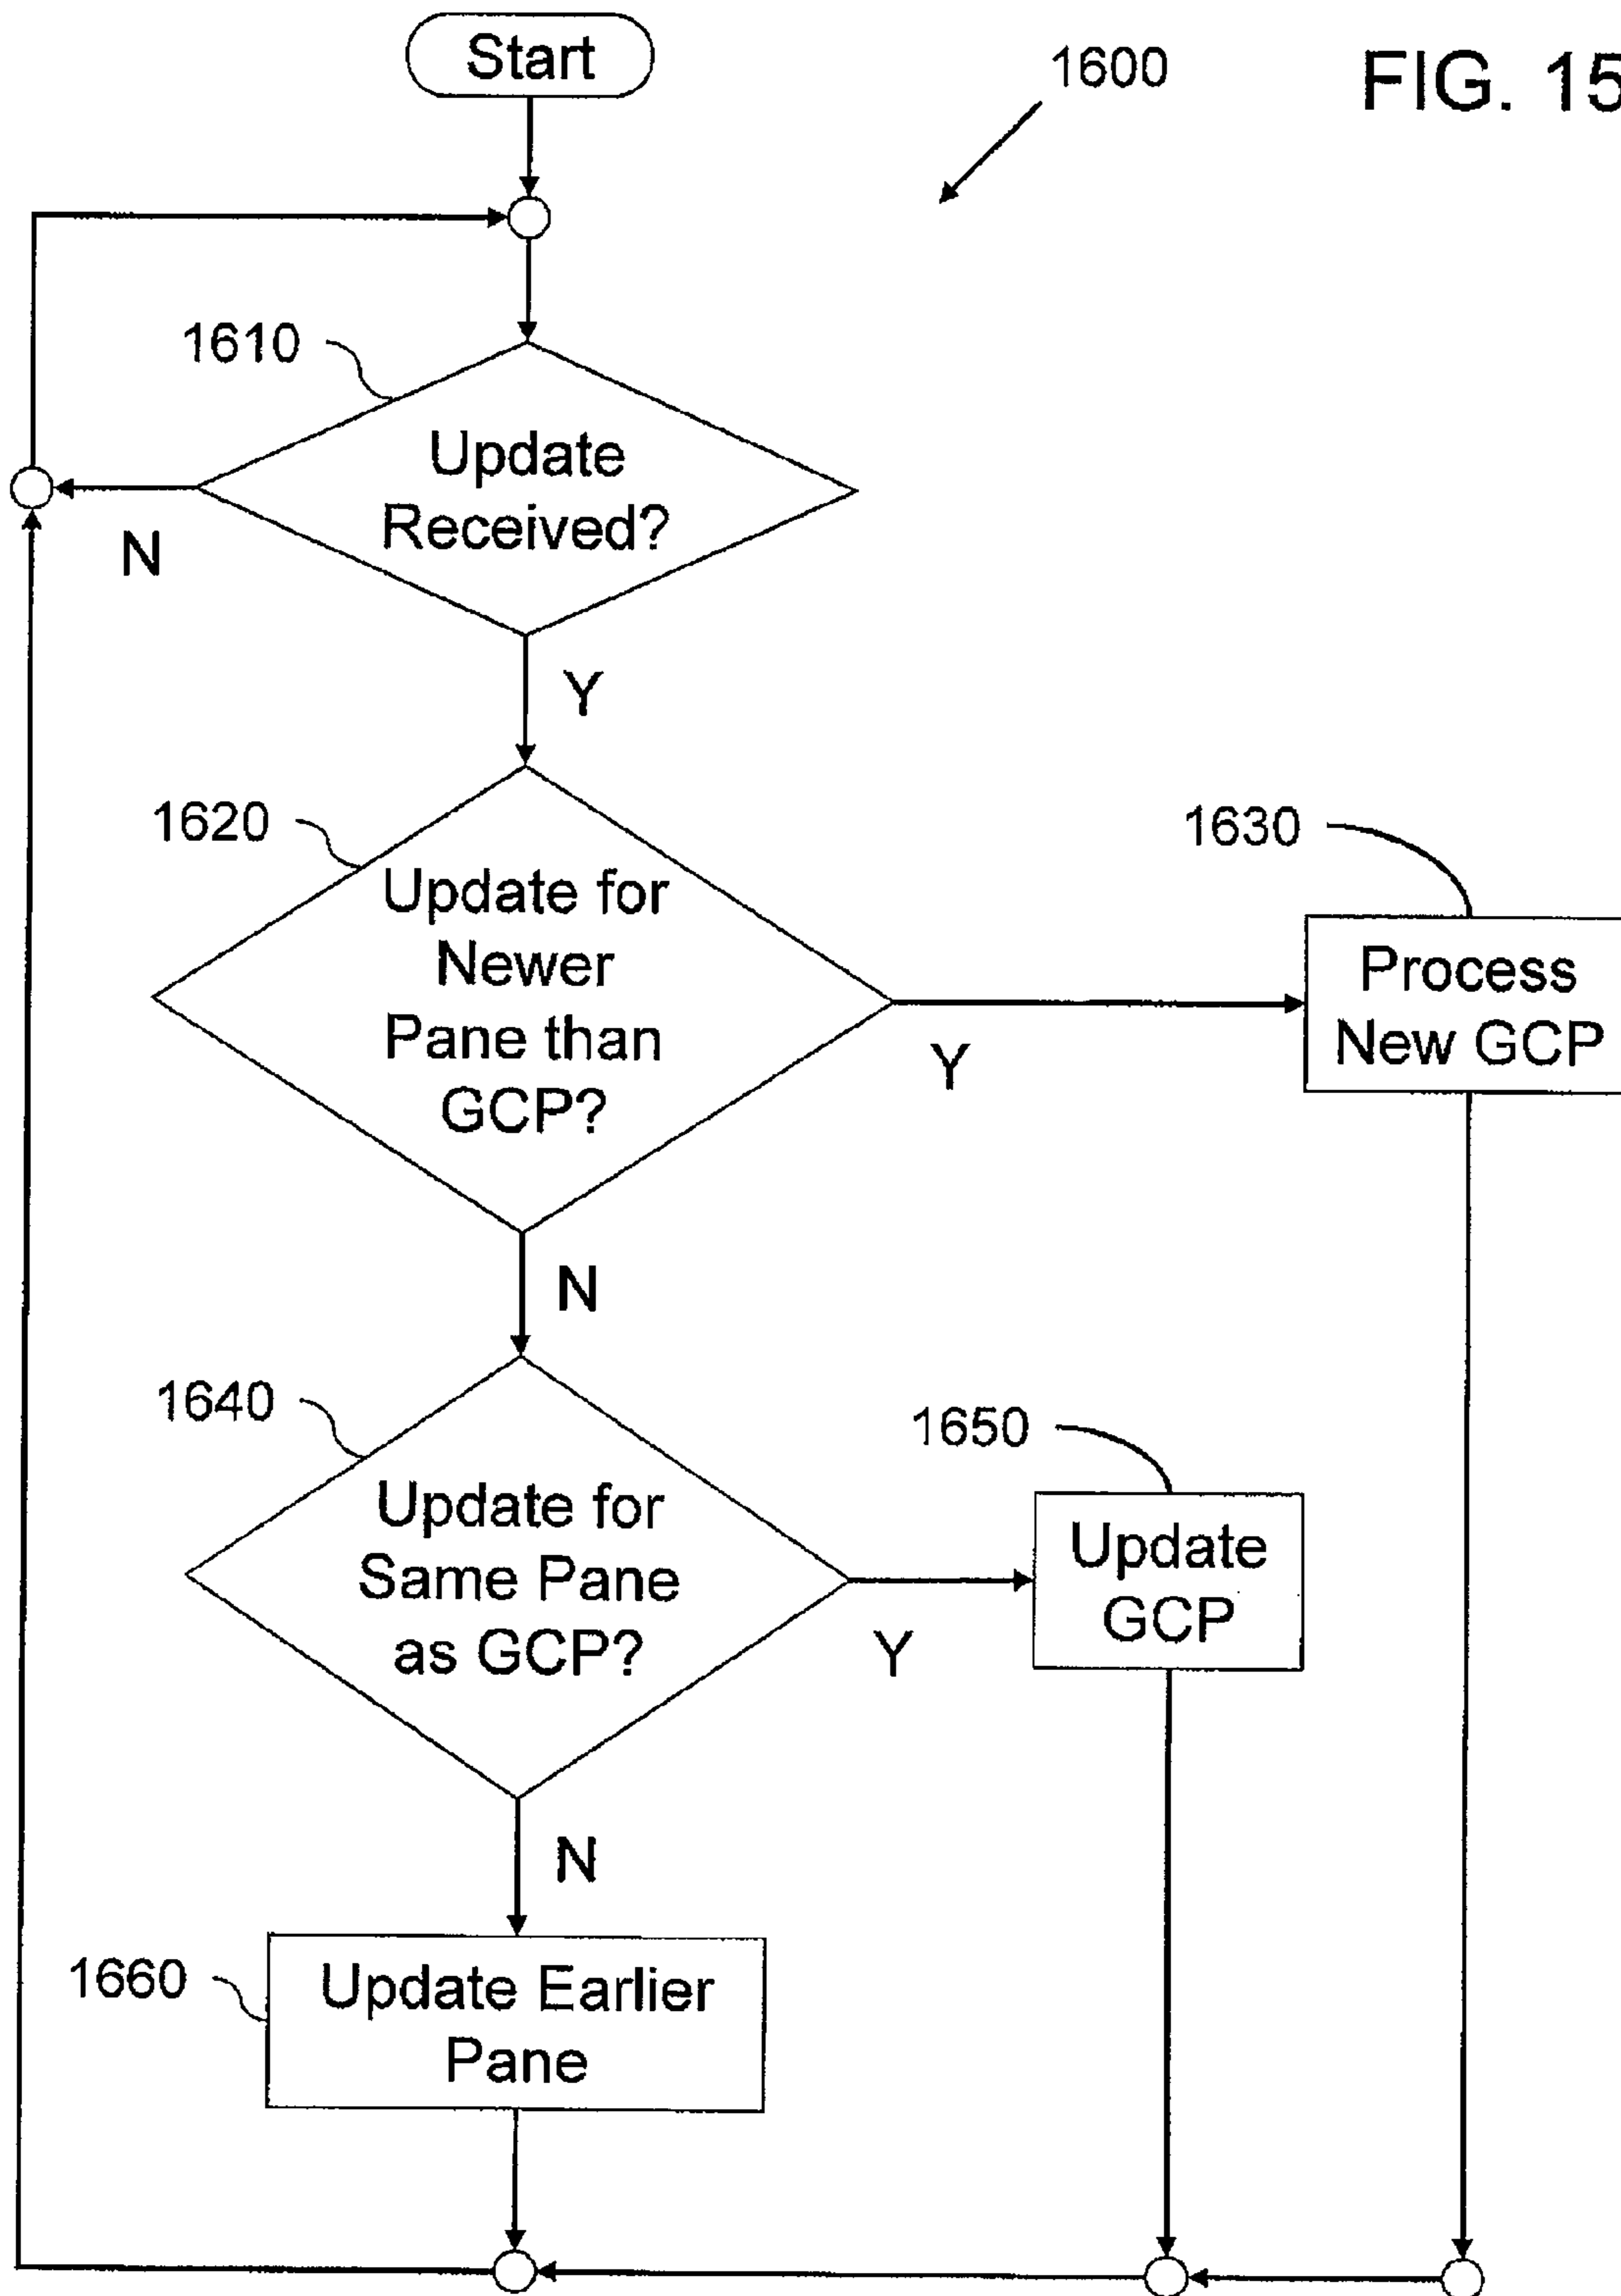 Start
1600
FIG. 15
1610
Update
Received?
N
Y
1620
Update for
Newer
Pane than
GCP?
Y
1630
Process
New GCP
N
1640
Update for
Same Pane
as GCP?
Y
1650
Update
GCP
N
1660
Update Earlier
Pane